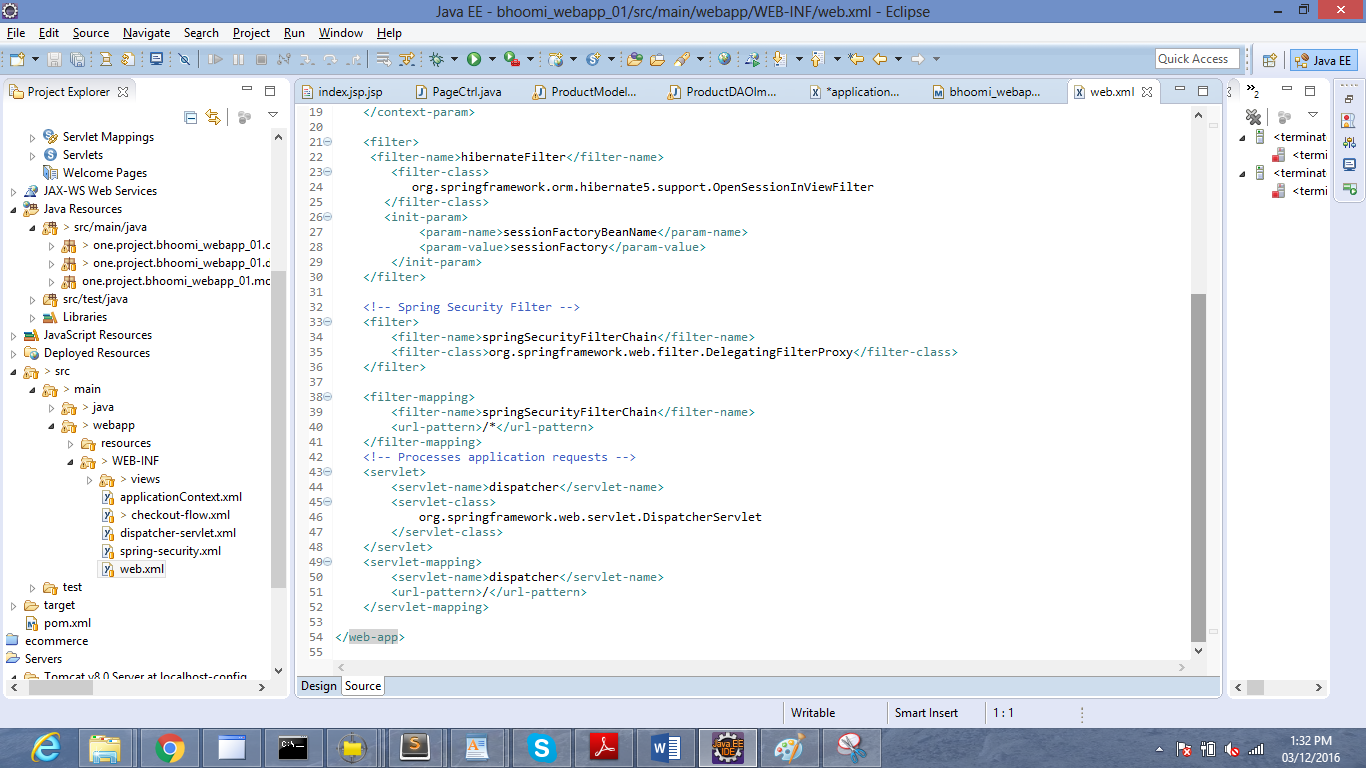 Java EE - bhoomi_webapp_01/src/main/webapp/WEB-INF/web.xml - Eclipse
File Edit Source Navigate Search Project Run Window Help
Quick Access
Java EE
Project Explorer
Servlet Mappings
Servlets
Welcome Pages
JAX-WS Web Services
Java Resources
> src/main/java
> one.project.bhoomi_webapp_01.c
> one.project.bhoomi_webapp_01.c
one.project.bhoomi_webapp_01.mc
src/test/java
Libraries
JavaScript Resources
Deployed Resources
> src
> main
> java
> webapp
resources
> WEB-INF
> views
applicationContext.xml
> checkout-flow.xml
dispatcher-servlet.xml
spring-security.xml
web.xml
test
target
pom.xml
ecommerce
Servers
Tomcat v8.0 Server at localhost-config
index.jsp.jsp
PageCtrl.java
ProductModel...
ProductDAOIm...
*application...
bhoomi_webap...
web.xml
19 </context-param>
20
21 <filter>
22 <filter-name>hibernateFilter</filter-name>
23 <filter-class>
24 org.springframework.orm.hibernate5.support.OpenSessionInViewFilter
25 </filter-class>
26 <init-param>
27 <param-name>sessionFactoryBeanName</param-name>
28 <param-value>sessionFactory</param-value>
29 </init-param>
30 </filter>
31
32 <!-- Spring Security Filter -->
33 <filter>
34 <filter-name>springSecurityFilterChain</filter-name>
35 <filter-class>org.springframework.web.filter.DelegatingFilterProxy</filter-class>
36 </filter>
37
38 <filter-mapping>
39 <filter-name>springSecurityFilterChain</filter-name>
40 <url-pattern>/*</url-pattern>
41 </filter-mapping>
42 <!-- Processes application requests -->
43 <servlet>
44 <servlet-name>dispatcher</servlet-name>
45 <servlet-class>
46 org.springframework.web.servlet.DispatcherServlet
47 </servlet-class>
48 </servlet>
49 <servlet-mapping>
50 <servlet-name>dispatcher</servlet-name>
51 <url-pattern>/</url-pattern>
52 </servlet-mapping>
53
54 </web-app>
55
Design Source
»2
<terminat
<termi
<terminat
<termi
Writable
Smart Insert
1 : 1
1:32 PM
03/12/2016